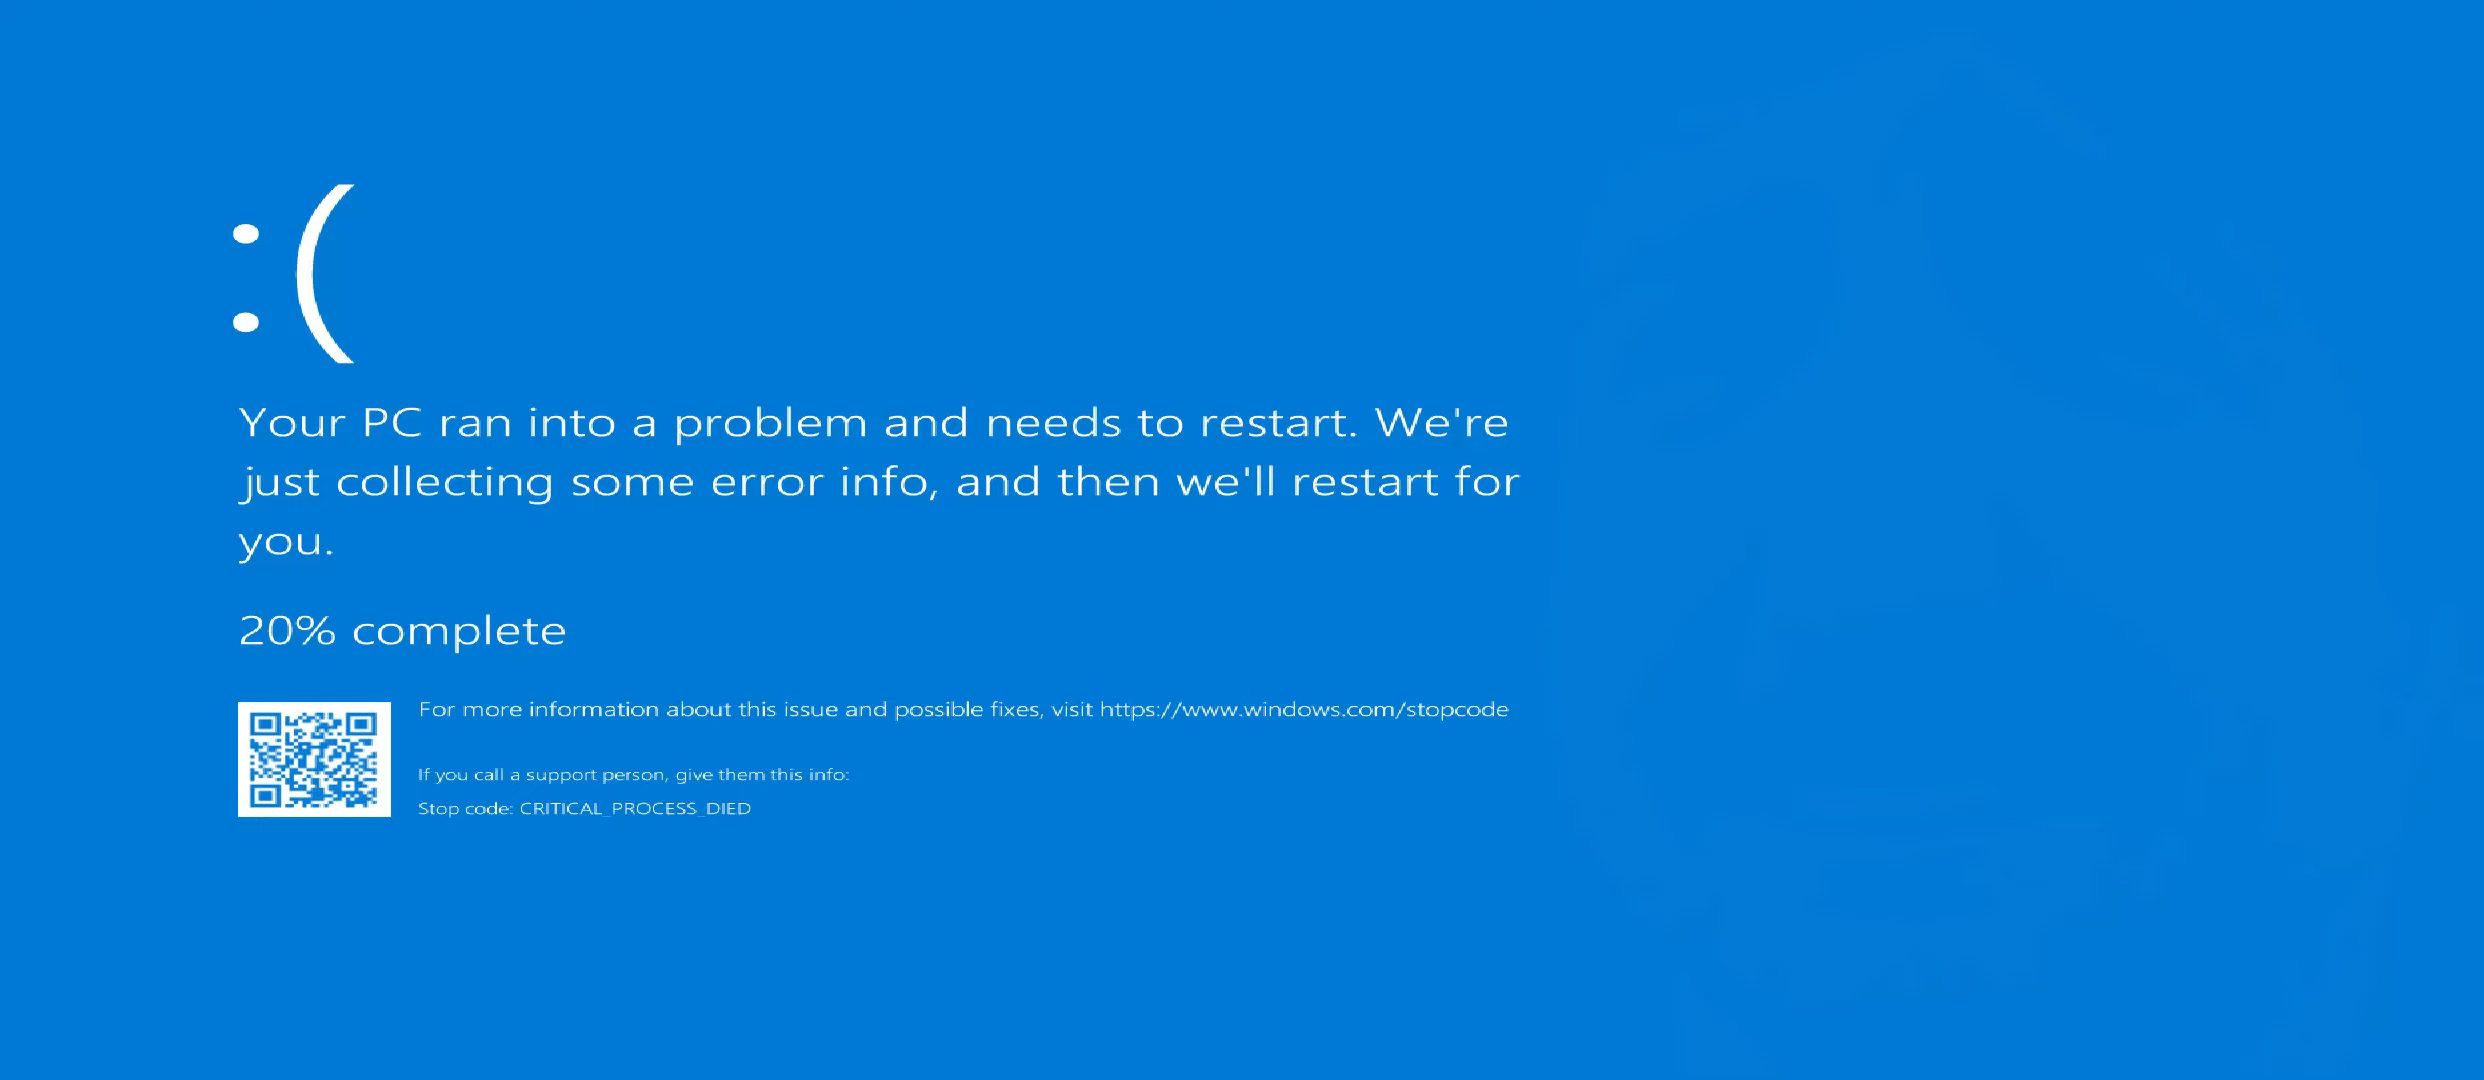 :(
Your PC ran into a problem and needs to restart. We're
just collecting some error info, and then we'll restart for
you.
20% complete
For more information about this issue and possible fixes, visit https://www.windows.com/stopcode
If you call a support person, give them this info:
Stop code: CRITICAL_PROCESS_DIED